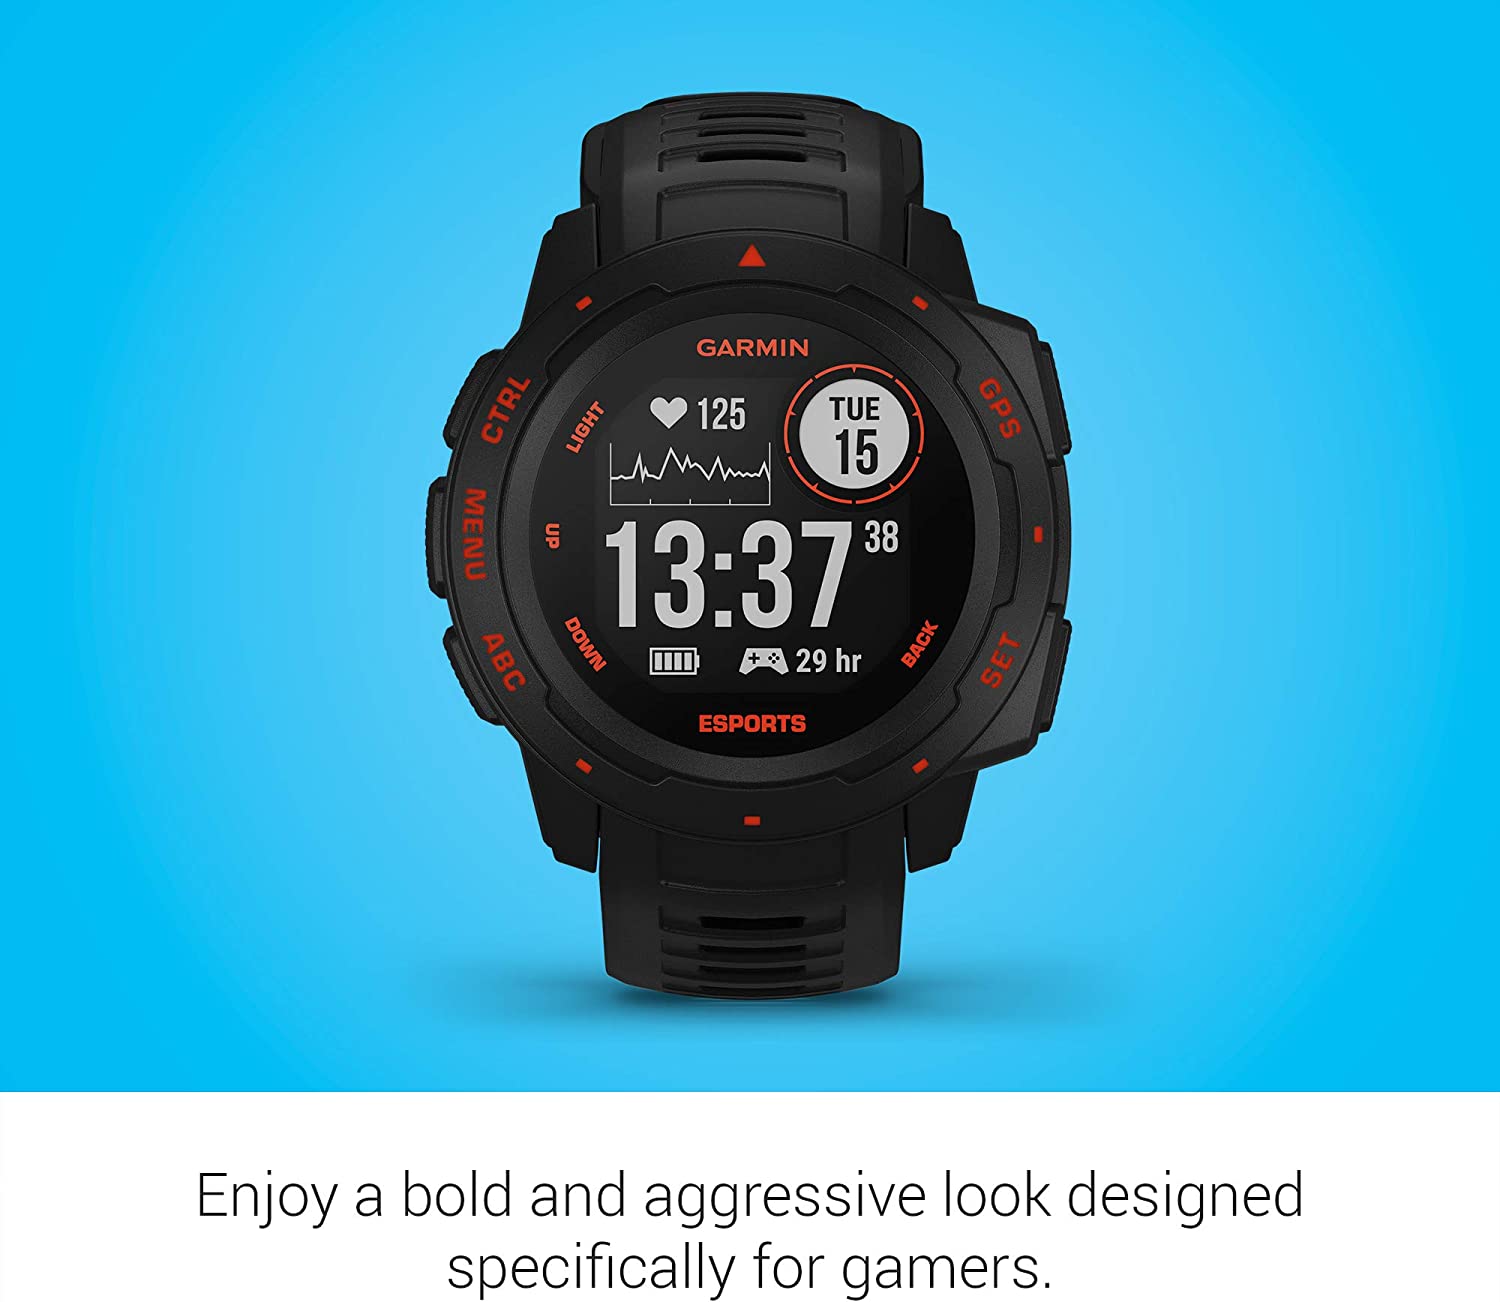 GARMIN
CTRL
LIGHT
125
TUE
15
GPS
MENU
UP
13:37 38
ABC
DOWN
29 hr
BACK
SET
ESPORTS
Enjoy a bold and aggressive look designed
specifically for gamers.